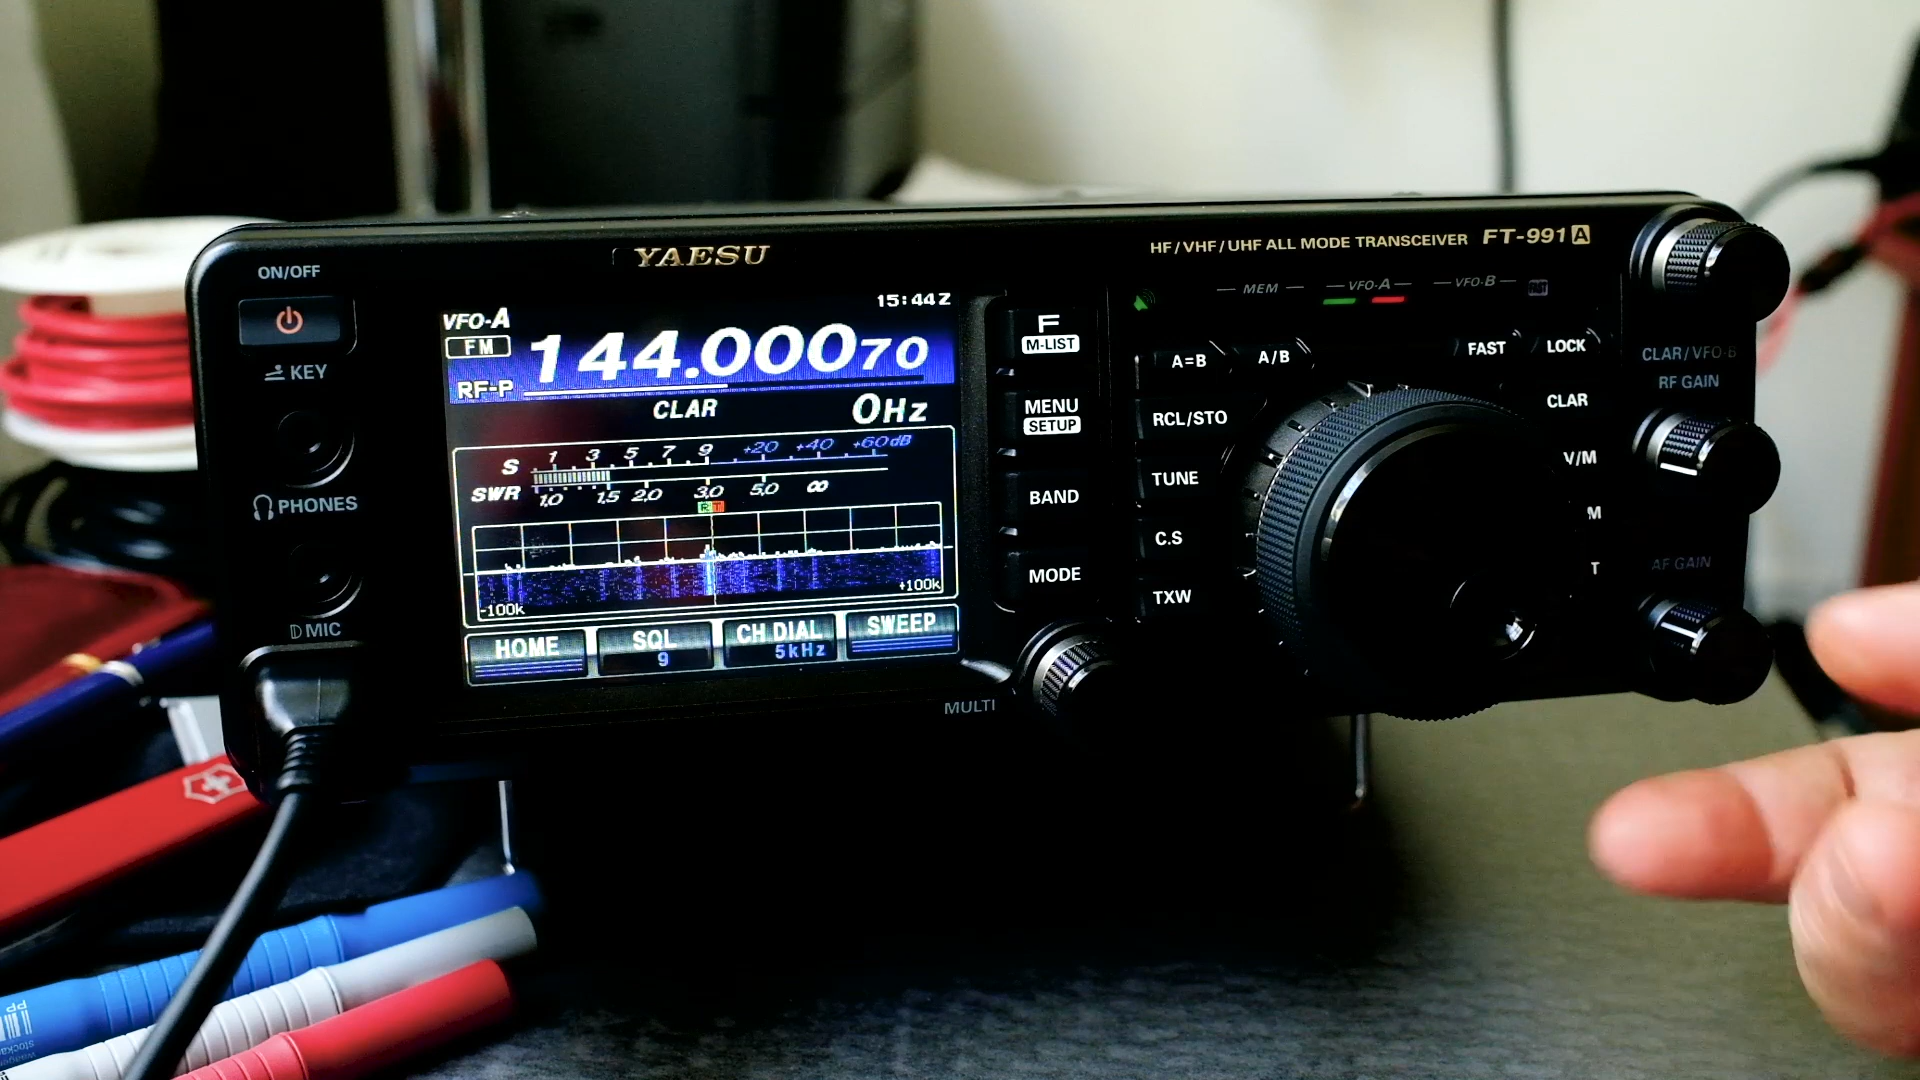 ON/OFF
YAESU
HF/VHF/UHF ALL MODE TRANSCEIVER FT-991A
KEY
PHONES
MIC
15:44Z
VFO-A
FM
144.00070
RF-P
CLAR 0Hz
S 1 3 5 7 9 +20 +40 +60dB
SWR 1.0 1.5 2.0 3.0 5.0 ∞
R T
-100k +100k
HOME
SQL
9
CH DIAL
5kHz
SWEEP
F
M-LIST
MENU
SETUP
BAND
MODE
MULTI
MEM VFO-A VFO-B
A=B A/B FAST LOCK
RCL/STO
TUNE
C.S
TXW
CLAR
V/M
M
T
CLAR/VFO-B
RF GAIN
AF GAIN